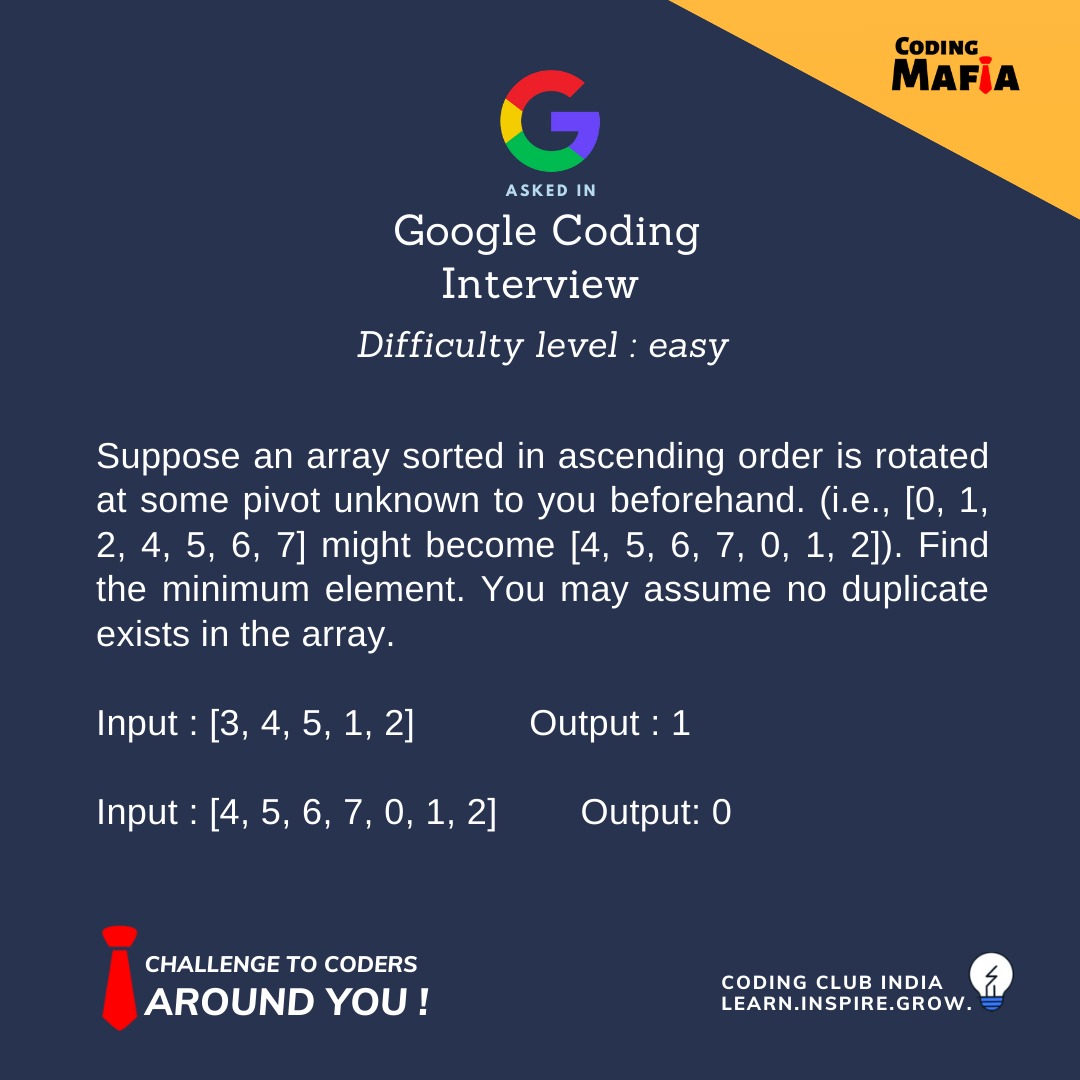 CODING
MAFIA
ASKED IN
Google Coding
Interview
Difficulty level : easy
Suppose an array sorted in ascending order is rotated
at some pivot unknown to you beforehand. (i.e., [0, 1,
2, 4, 5, 6, 7] might become [4, 5, 6, 7, 0, 1, 2]). Find
the minimum element. You may assume no duplicate
exists in the array.
Input : [3, 4, 5, 1, 2] Output : 1
Input : [4, 5, 6, 7, 0, 1, 2] Output: 0
CHALLENGE TO CODERS
AROUND YOU !
CODING CLUB INDIA
LEARN.INSPIRE.GROW.